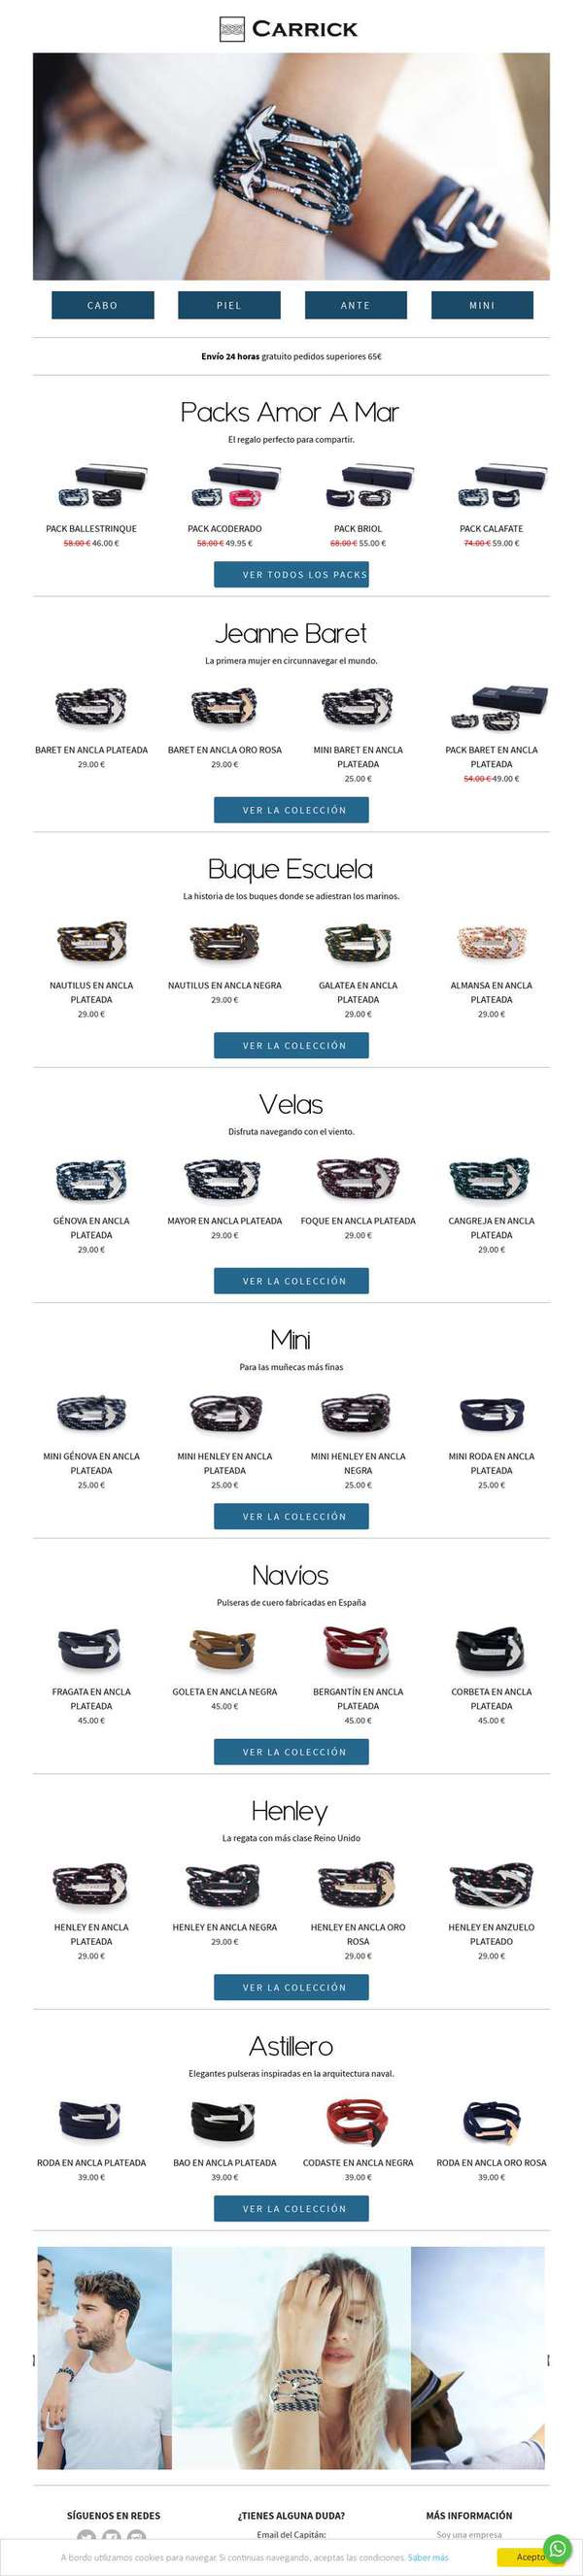 CARRICK
CABO
PIEL
ANTE
MINI
Envío 24 horas gratuito pedidos superiores 65€
Packs Amor A Mar
El regalo perfecto para compartir.
PACK BALLESTRINQUE
58.00 € 46.00 €
PACK ACODERADO
58.00 € 49.95 €
PACK BRIOL
68.00 € 55.00 €
PACK CALAFATE
74.00 € 59.00 €
VER TODOS LOS PACKS
Jeanne Baret
La primera mujer en circunnavegar el mundo.
BARET EN ANCLA PLATEADA
29.00 €
BARET EN ANCLA ORO ROSA
29.00 €
MINI BARET EN ANCLA
PLATEADA
25.00 €
PACK BARET EN ANCLA
PLATEADA
54.00 € 49.00 €
VER LA COLECCIÓN
Buque Escuela
La historia de los buques donde se adiestran los marinos.
NAUTILUS EN ANCLA
PLATEADA
29.00 €
NAUTILUS EN ANCLA NEGRA
29.00 €
GALATEA EN ANCLA
PLATEADA
29.00 €
ALMANSA EN ANCLA
PLATEADA
29.00 €
VER LA COLECCIÓN
Velas
Disfruta navegando con el viento.
GÉNOVA EN ANCLA
PLATEADA
29.00 €
MAYOR EN ANCLA PLATEADA
29.00 €
FOQUE EN ANCLA PLATEADA
29.00 €
CANGREJA EN ANCLA
PLATEADA
29.00 €
VER LA COLECCIÓN
Mini
Para las muñecas más finas
MINI GÉNOVA EN ANCLA
PLATEADA
25.00 €
MINI HENLEY EN ANCLA
PLATEADA
25.00 €
MINI HENLEY EN ANCLA
NEGRA
25.00 €
MINI RODA EN ANCLA
PLATEADA
25.00 €
VER LA COLECCIÓN
Navíos
Pulseras de cuero fabricadas en España
FRAGATA EN ANCLA
PLATEADA
45.00 €
GOLETA EN ANCLA NEGRA
45.00 €
BERGANTÍN EN ANCLA
PLATEADA
45.00 €
CORBETA EN ANCLA
PLATEADA
45.00 €
VER LA COLECCIÓN
Henley
La regata con más clase Reino Unido
HENLEY EN ANCLA
PLATEADA
29.00 €
HENLEY EN ANCLA NEGRA
29.00 €
HENLEY EN ANCLA ORO
ROSA
29.00 €
HENLEY EN ANZUELO
PLATEADO
29.00 €
VER LA COLECCIÓN
Astillero
Elegantes pulseras inspiradas en la arquitectura naval.
RODA EN ANCLA PLATEADA
39.00 €
BAO EN ANCLA PLATEADA
39.00 €
CODASTE EN ANCLA NEGRA
39.00 €
RODA EN ANCLA ORO ROSA
39.00 €
VER LA COLECCIÓN
SÍGUENOS EN REDES
¿TIENES ALGUNA DUDA?
Email del Capitán:
MÁS INFORMACIÓN
Soy una empresa
A bordo utilizamos cookies para navegar. Si continuas navegando, aceptas las condiciones. Saber más
Acepto